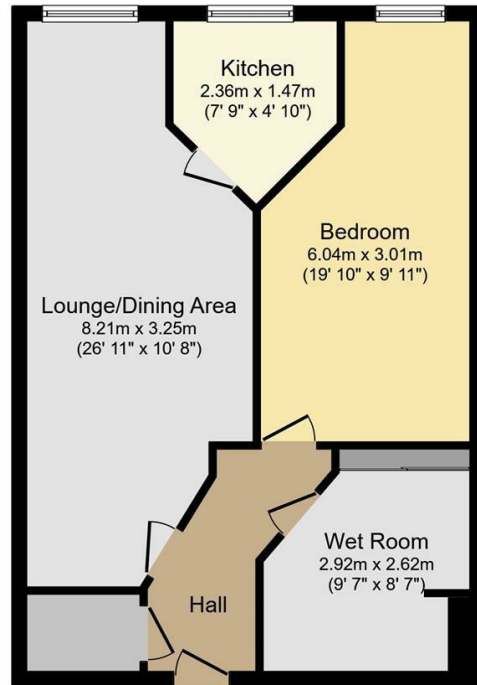 Kitchen
2.36m x 1.47m
(7' 9" x 4' 10")
Bedroom
6.04m x 3.01m
(19' 10" x 9' 11")
Lounge/Dining Area
8.21m x 3.25m
(26' 11" x 10' 8")
Wet Room
2.92m x 2.62m
(9' 7" x 8' 7")
Hall